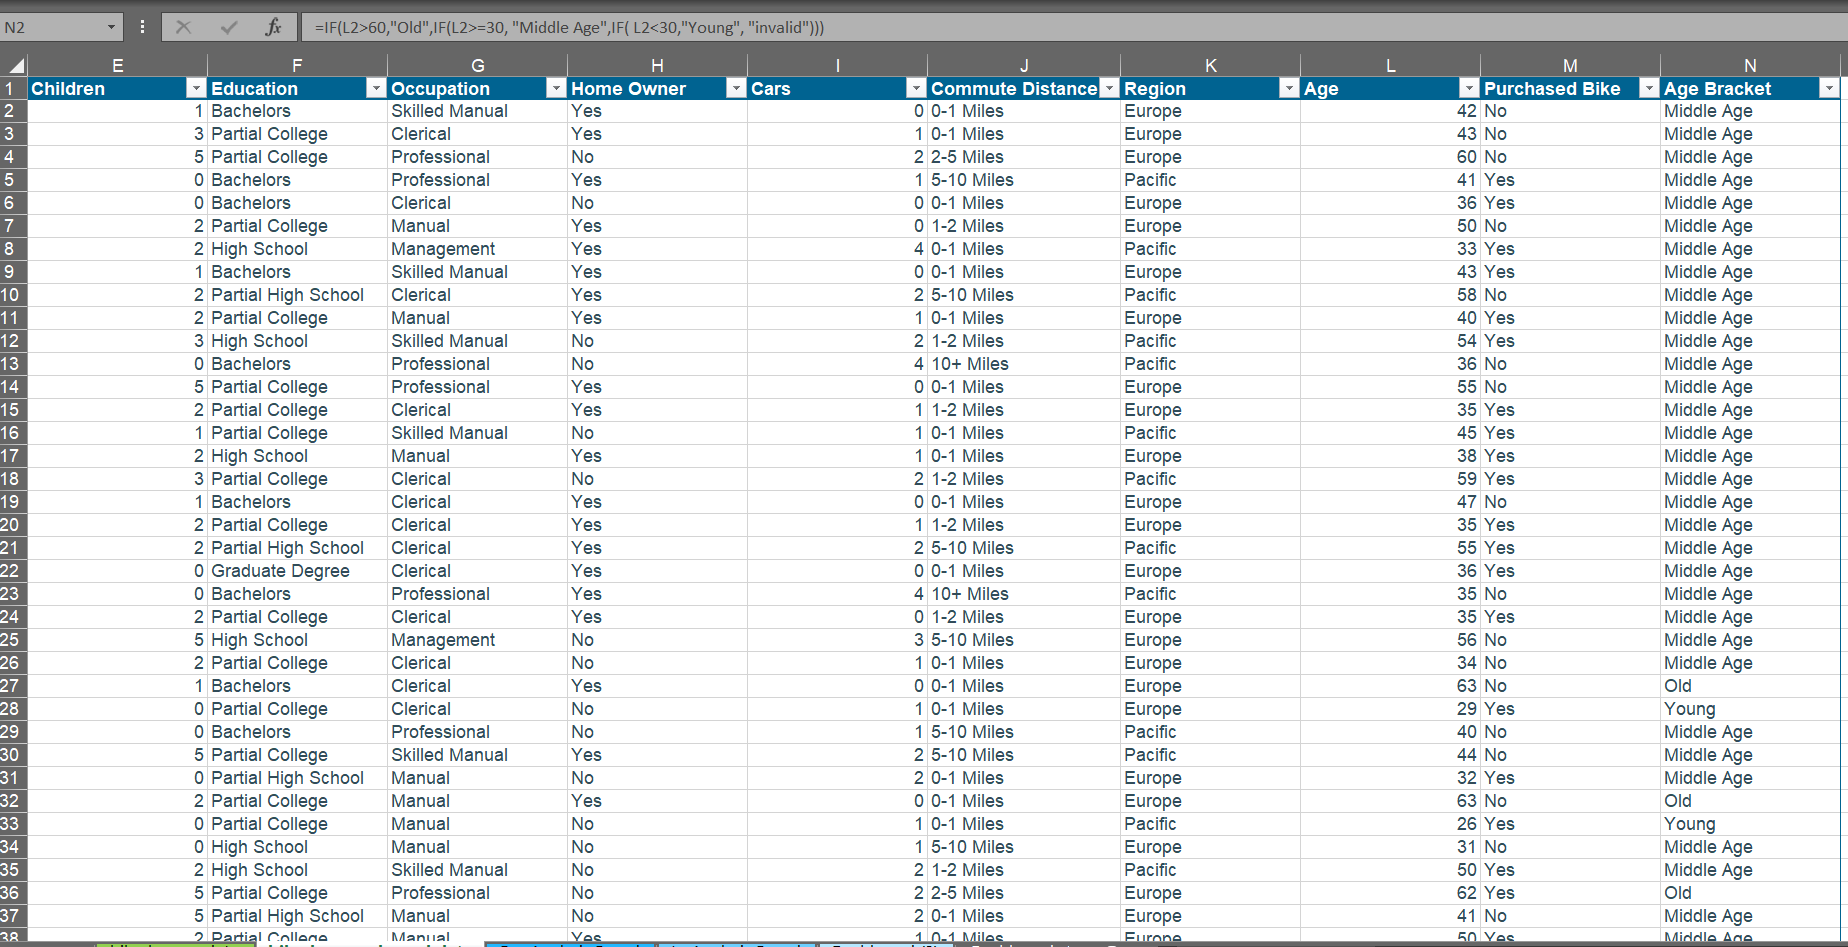 N2 fx =IF(L2>60,"Old",IF(L2>=30, "Middle Age",IF( L2<30,"Young", "invalid")))
E F G H I J K L M N
1 Children Education Occupation Home Owner Cars Commute Distance Region Age Purchased Bike Age Bracket
2 1 Bachelors Skilled Manual Yes 0 0-1 Miles Europe 42 No Middle Age
3 3 Partial College Clerical Yes 1 0-1 Miles Europe 43 No Middle Age
4 5 Partial College Professional No 2 2-5 Miles Europe 60 No Middle Age
5 0 Bachelors Professional Yes 1 5-10 Miles Pacific 41 Yes Middle Age
6 0 Bachelors Clerical No 0 0-1 Miles Europe 36 Yes Middle Age
7 2 Partial College Manual Yes 0 1-2 Miles Europe 50 No Middle Age
8 2 High School Management Yes 4 0-1 Miles Pacific 33 Yes Middle Age
9 1 Bachelors Skilled Manual Yes 0 0-1 Miles Europe 43 Yes Middle Age
10 2 Partial High School Clerical Yes 2 5-10 Miles Pacific 58 No Middle Age
11 2 Partial College Manual Yes 1 0-1 Miles Europe 40 Yes Middle Age
12 3 High School Skilled Manual No 2 1-2 Miles Pacific 54 Yes Middle Age
13 0 Bachelors Professional No 4 10+ Miles Pacific 36 No Middle Age
14 5 Partial College Professional Yes 0 0-1 Miles Europe 55 No Middle Age
15 2 Partial College Clerical Yes 1 1-2 Miles Europe 35 Yes Middle Age
16 1 Partial College Skilled Manual No 1 0-1 Miles Pacific 45 Yes Middle Age
17 2 High School Manual Yes 1 0-1 Miles Europe 38 Yes Middle Age
18 3 Partial College Clerical No 2 1-2 Miles Pacific 59 Yes Middle Age
19 1 Bachelors Clerical Yes 0 0-1 Miles Europe 47 No Middle Age
20 2 Partial College Clerical Yes 1 1-2 Miles Europe 35 Yes Middle Age
21 2 Partial High School Clerical Yes 2 5-10 Miles Pacific 55 Yes Middle Age
22 0 Graduate Degree Clerical Yes 0 0-1 Miles Europe 36 Yes Middle Age
23 0 Bachelors Professional Yes 4 10+ Miles Pacific 35 No Middle Age
24 2 Partial College Clerical Yes 0 1-2 Miles Europe 35 Yes Middle Age
25 5 High School Management No 3 5-10 Miles Europe 56 No Middle Age
26 2 Partial College Clerical No 1 0-1 Miles Europe 34 No Middle Age
27 1 Bachelors Clerical Yes 0 0-1 Miles Europe 63 No Old
28 0 Partial College Clerical No 1 0-1 Miles Europe 29 Yes Young
29 0 Bachelors Professional No 1 5-10 Miles Pacific 40 No Middle Age
30 5 Partial College Skilled Manual Yes 2 5-10 Miles Pacific 44 No Middle Age
31 0 Partial High School Manual No 2 0-1 Miles Europe 32 Yes Middle Age
32 2 Partial College Manual Yes 0 0-1 Miles Europe 63 No Old
33 0 Partial College Manual No 1 0-1 Miles Pacific 26 Yes Young
34 0 High School Manual No 1 5-10 Miles Europe 31 No Middle Age
35 2 High School Skilled Manual No 2 1-2 Miles Pacific 50 Yes Middle Age
36 5 Partial College Professional No 2 2-5 Miles Europe 62 Yes Old
37 5 Partial High School Manual No 2 0-1 Miles Europe 41 No Middle Age
38 2 Partial College Manual Yes 1 0-1 Miles Europe 50 Yes Middle Age